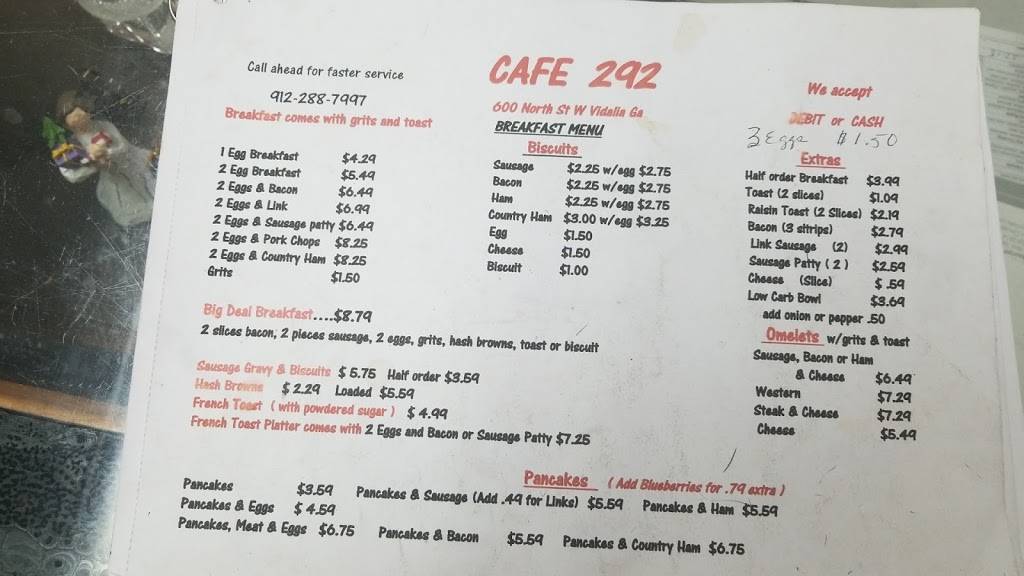 Call ahead for faster service
912-288-7997
Breakfast comes with grits and toast
1 Egg Breakfast $4.29
2 Egg Breakfast $5.49
2 Eggs & Bacon $6.49
2 Eggs & Link $6.99
2 Eggs & Sausage patty $6.49
2 Eggs & Pork Chops $8.25
2 Eggs & Country Ham $8.25
Grits $1.50
CAFE 292
600 North St W Vidalia Ga
BREAKFAST MENU
Biscuits
Sausage $2.25 w/egg $2.75
Bacon $2.25 w/egg $2.75
Ham $2.25 w/egg $2.75
Country Ham $3.00 w/egg $3.25
Egg $1.50
Cheese $1.50
Biscuit $1.00
We accept
DEBIT or CASH
3 Eggs $1.50
Extras
Half order Breakfast $3.99
Toast (2 slices) $1.09
Raisin Toast (2 Slices) $2.19
Bacon (3 sltrips) $2.79
Link Sausage (2) $2.99
Sausage Patty ( 2 ) $2.59
Cheese (Slice) $ .59
Low Carb Bowl $3.69
add onion or pepper .50
Omelets w/grits & toast
Sausage, Bacon or Ham
& Cheese $6.49
Western $7.29
Steak & Cheese $7.29
Cheese $5.49
Big Deal Breakfast....$8.79
2 slices bacon, 2 pieces sausage, 2 eggs, grits, hash browns, toast or biscuit
Sausage Gravy & Biscuits $ 5.75 Half order $3.59
Hash Browns $ 2.29 Loaded $5.59
French Toast ( with powdered sugar ) $ 4.99
French Toast Platter comes with 2 Eggs and Bacon or Sausage Patty $7.25
Pancakes ( Add Blueberries for .79 extra )
Pancakes $3.59 Pancakes & Sausage (Add .49 for Links) $5.59 Pancakes & Ham $5.59
Pancakes & Eggs $ 4.59
Pancakes, Meat & Eggs $6.75 Pancakes & Bacon $5.59 Pancakes & Country Ham $6.75